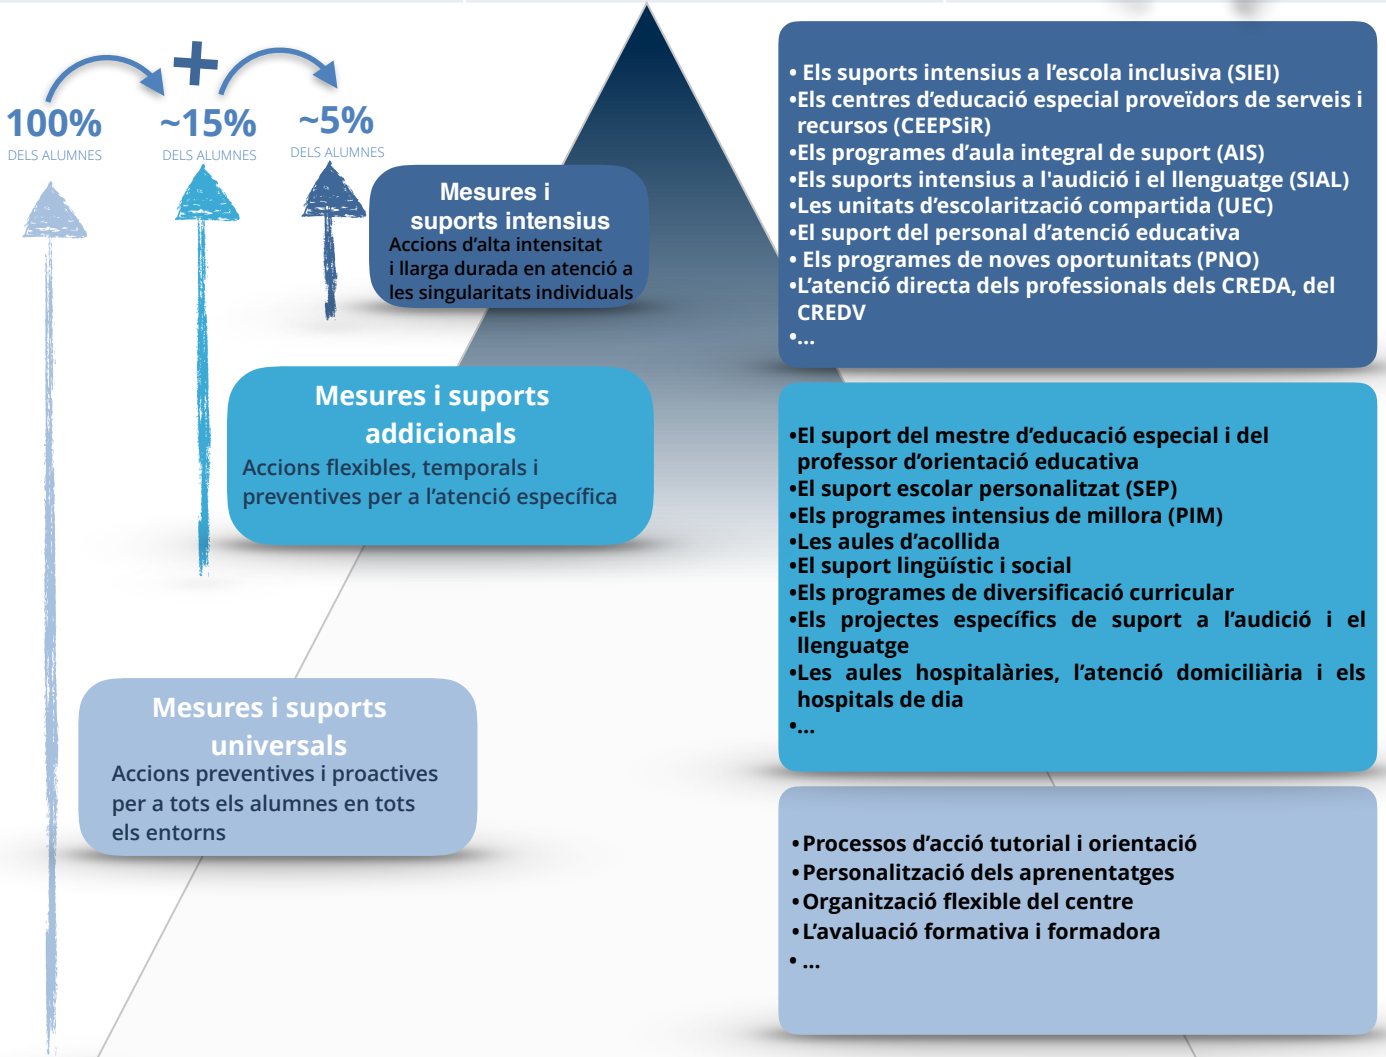 +
100%
DELS ALUMNES
~15%
DELS ALUMNES
~5%
DELS ALUMNES
Mesures i
suports intensius
Accions d’alta intensitat
i llarga durada en atenció a
les singularitats individuals
• Els suports intensius a l’escola inclusiva (SIEI)
•Els centres d’educació especial proveïdors de serveis i
recursos (CEEPSiR)
•Els programes d’aula integral de suport (AIS)
•Els suports intensius a l'audició i el llenguatge (SIAL)
•Les unitats d’escolarització compartida (UEC)
•El suport del personal d’atenció educativa
• Els programes de noves oportunitats (PNO)
•L’atenció directa dels professionals dels CREDA, del
CREDV
•...
Mesures i suports
addicionals
Accions flexibles, temporals i
preventives per a l’atenció específica
•El suport del mestre d’educació especial i del
professor d’orientació educativa
•El suport escolar personalitzat (SEP)
•Els programes intensius de millora (PIM)
•Les aules d’acollida
•El suport lingüístic i social
•Els programes de diversificació curricular
•Els projectes específics de suport a l’audició i el
llenguatge
•Les aules hospitalàries, l’atenció domiciliària i els
hospitals de dia
•...
Mesures i suports
universals
Accions preventives i proactives
per a tots els alumnes en tots
els entorns
•Processos d’acció tutorial i orientació
•Personalització dels aprenentatges
•Organització flexible del centre
•L’avaluació formativa i formadora
• ...